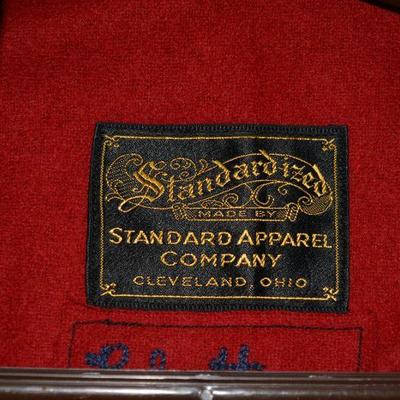 Standardized
MADE BY
STANDARD APPAREL
COMPANY
CLEVELAND, OHIO